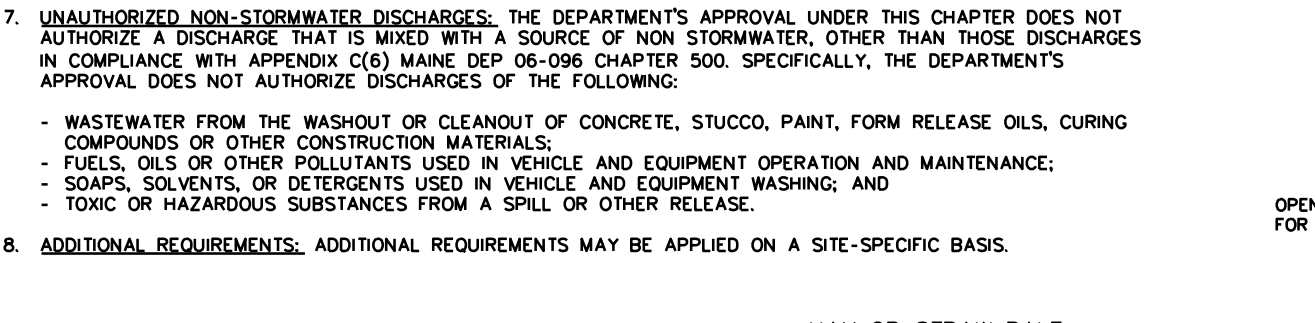 7. UNAUTHORIZED NON-STORMWATER DISCHARGES: THE DEPARTMENT'S APPROVAL UNDER THIS CHAPTER DOES NOT
AUTHORIZE A DISCHARGE THAT IS MIXED WITH A SOURCE OF NON STORMWATER, OTHER THAN THOSE DISCHARGES
IN COMPLIANCE WITH APPENDIX C(6) MAINE DEP 06-096 CHAPTER 500. SPECIFICALLY, THE DEPARTMENT'S
APPROVAL DOES NOT AUTHORIZE DISCHARGES OF THE FOLLOWING:
- WASTEWATER FROM THE WASHOUT OR CLEANOUT OF CONCRETE, STUCCO, PAINT, FORM RELEASE OILS, CURING
COMPOUNDS OR OTHER CONSTRUCTION MATERIALS;
- FUELS, OILS OR OTHER POLLUTANTS USED IN VEHICLE AND EQUIPMENT OPERATION AND MAINTENANCE;
- SOAPS, SOLVENTS, OR DETERGENTS USED IN VEHICLE AND EQUIPMENT WASHING; AND
- TOXIC OR HAZARDOUS SUBSTANCES FROM A SPILL OR OTHER RELEASE.
8. ADDITIONAL REQUIREMENTS: ADDITIONAL REQUIREMENTS MAY BE APPLIED ON A SITE-SPECIFIC BASIS.
OPEN
FOR